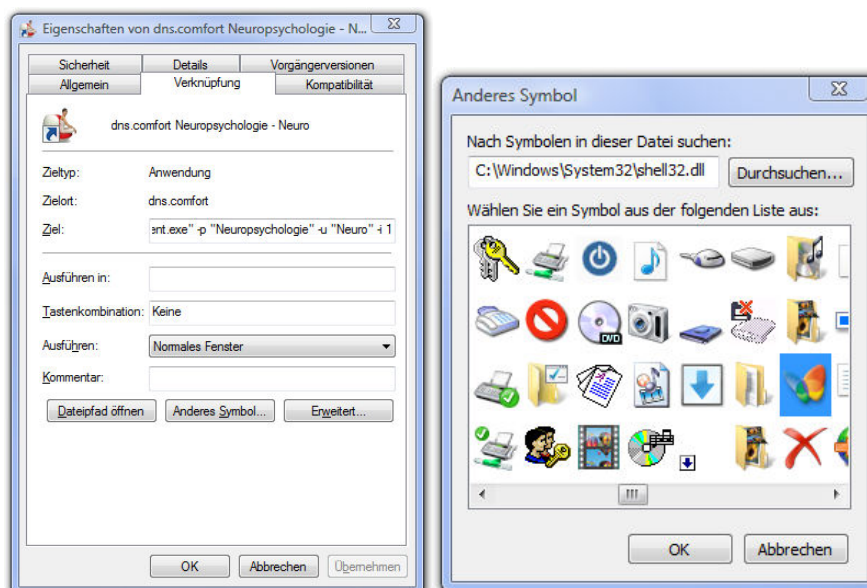 Eigenschaften von dns.comfort Neuropsychologie - N...
Sicherheit Details Vorgängerversionen
Allgemein Verknüpfung Kompatibilität
dns.comfort Neuropsychologie - Neuro
Zieltyp: Anwendung
Zielort: dns.comfort
Ziel: ent.exe" -p "Neuropsychologie" -u "Neuro" -i 1
Ausführen in:
Tastenkombination: Keine
Ausführen: Normales Fenster
Kommentar:
Dateipfad öffnen Anderes Symbol... Erweitert...
OK Abbrechen Übernehmen
Anderes Symbol
Nach Symbolen in dieser Datei suchen:
C:\Windows\System32\shell32.dll Durchsuchen...
Wählen Sie ein Symbol aus der folgenden Liste aus:
DVD
OK Abbrechen